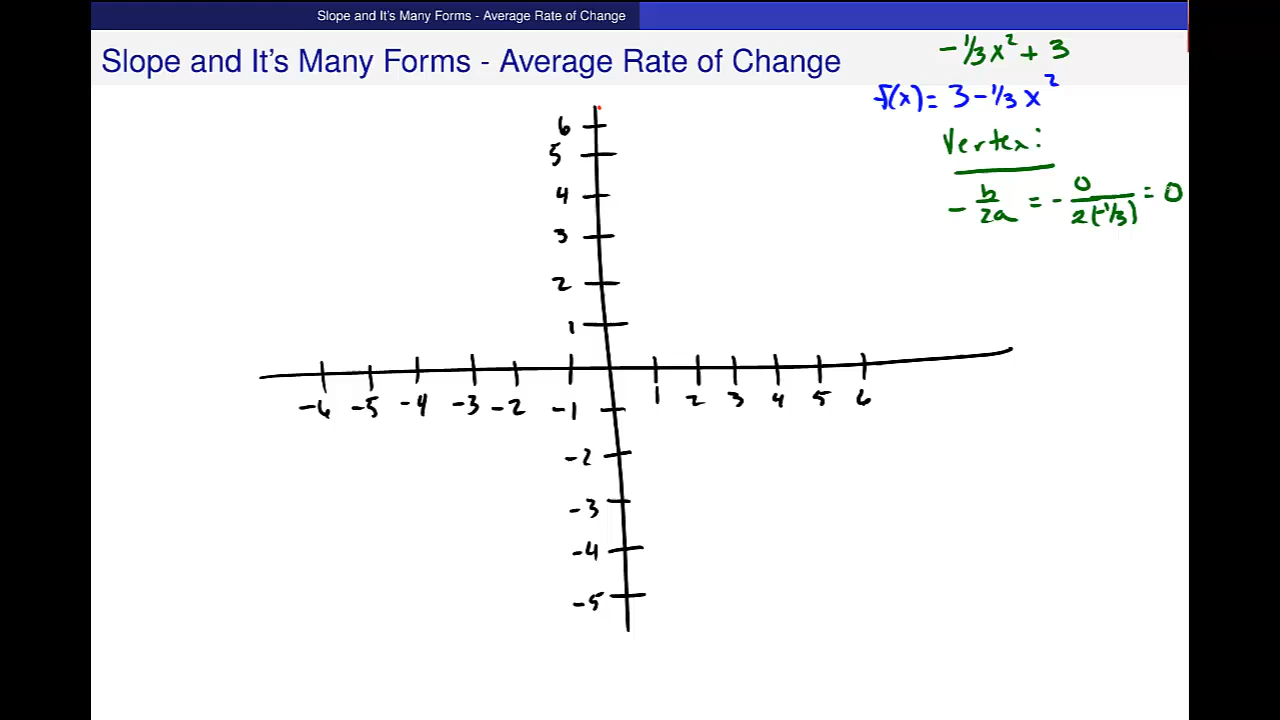 Slope and It's Many Forms - Average Rate of Change
Slope and It's Many Forms - Average Rate of Change
-1/3x² + 3
f(x) = 3 - 1/3 x²
Vertex:
- b/2a = - 0/2(-1/3) = 0
6
5
4
3
2
1
-6 -5 -4 -3 -2 -1 1 2 3 4 5 6
-2
-3
-4
-5